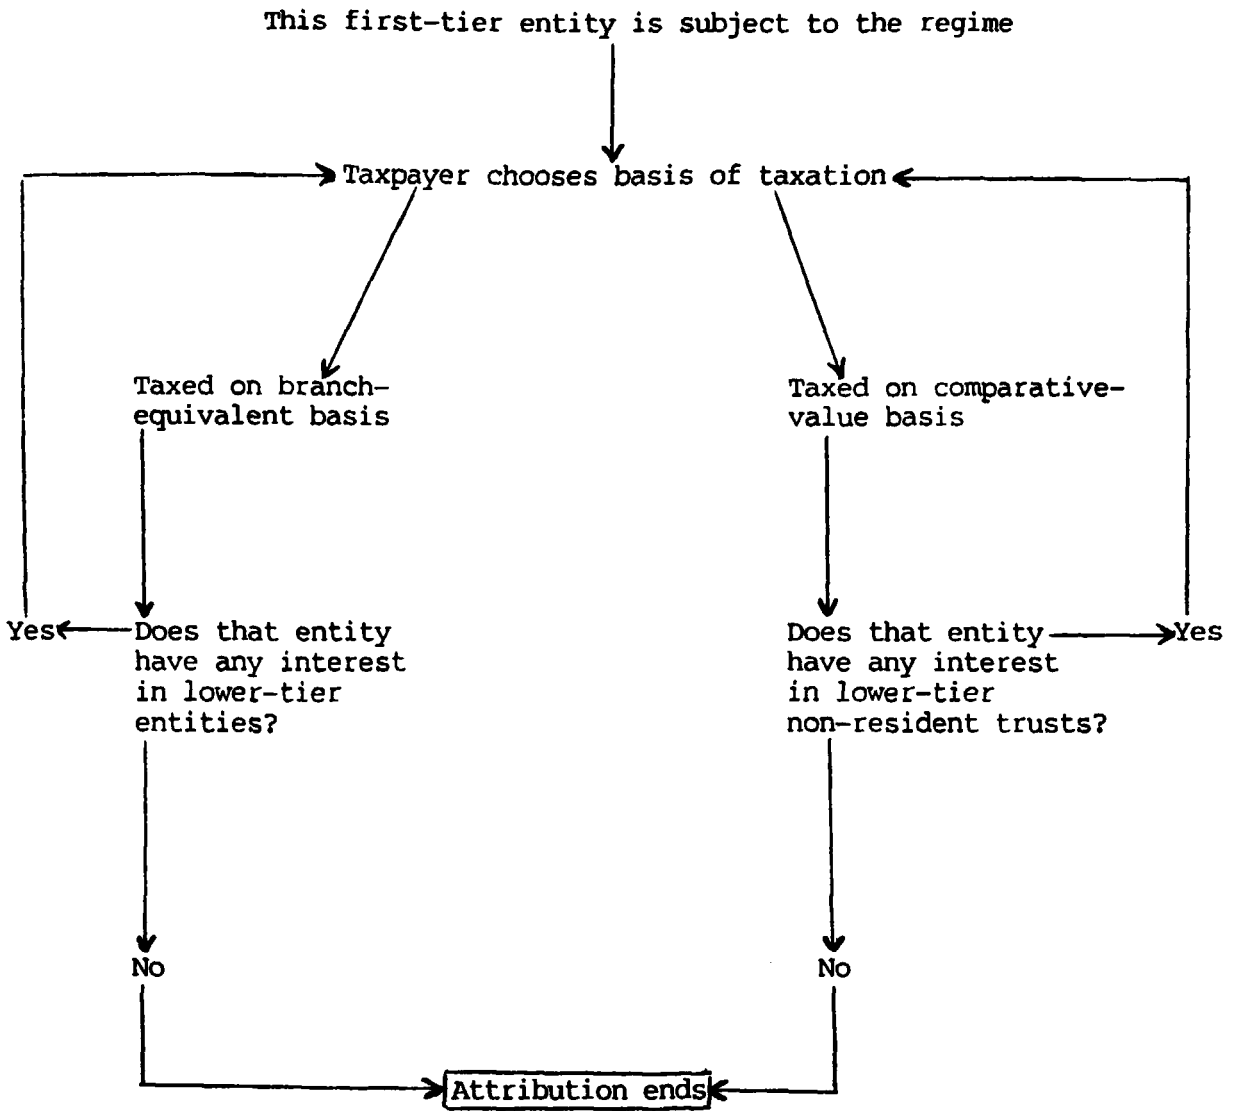 This first-tier entity is subject to the regime
Taxpayer chooses basis of taxation
Taxed on branch-
equivalent basis
Taxed on comparative-
value basis
Yes
Does that entity
have any interest
in lower-tier
entities?
Does that entity
have any interest
in lower-tier
non-resident trusts?
Yes
No
No
Attribution ends